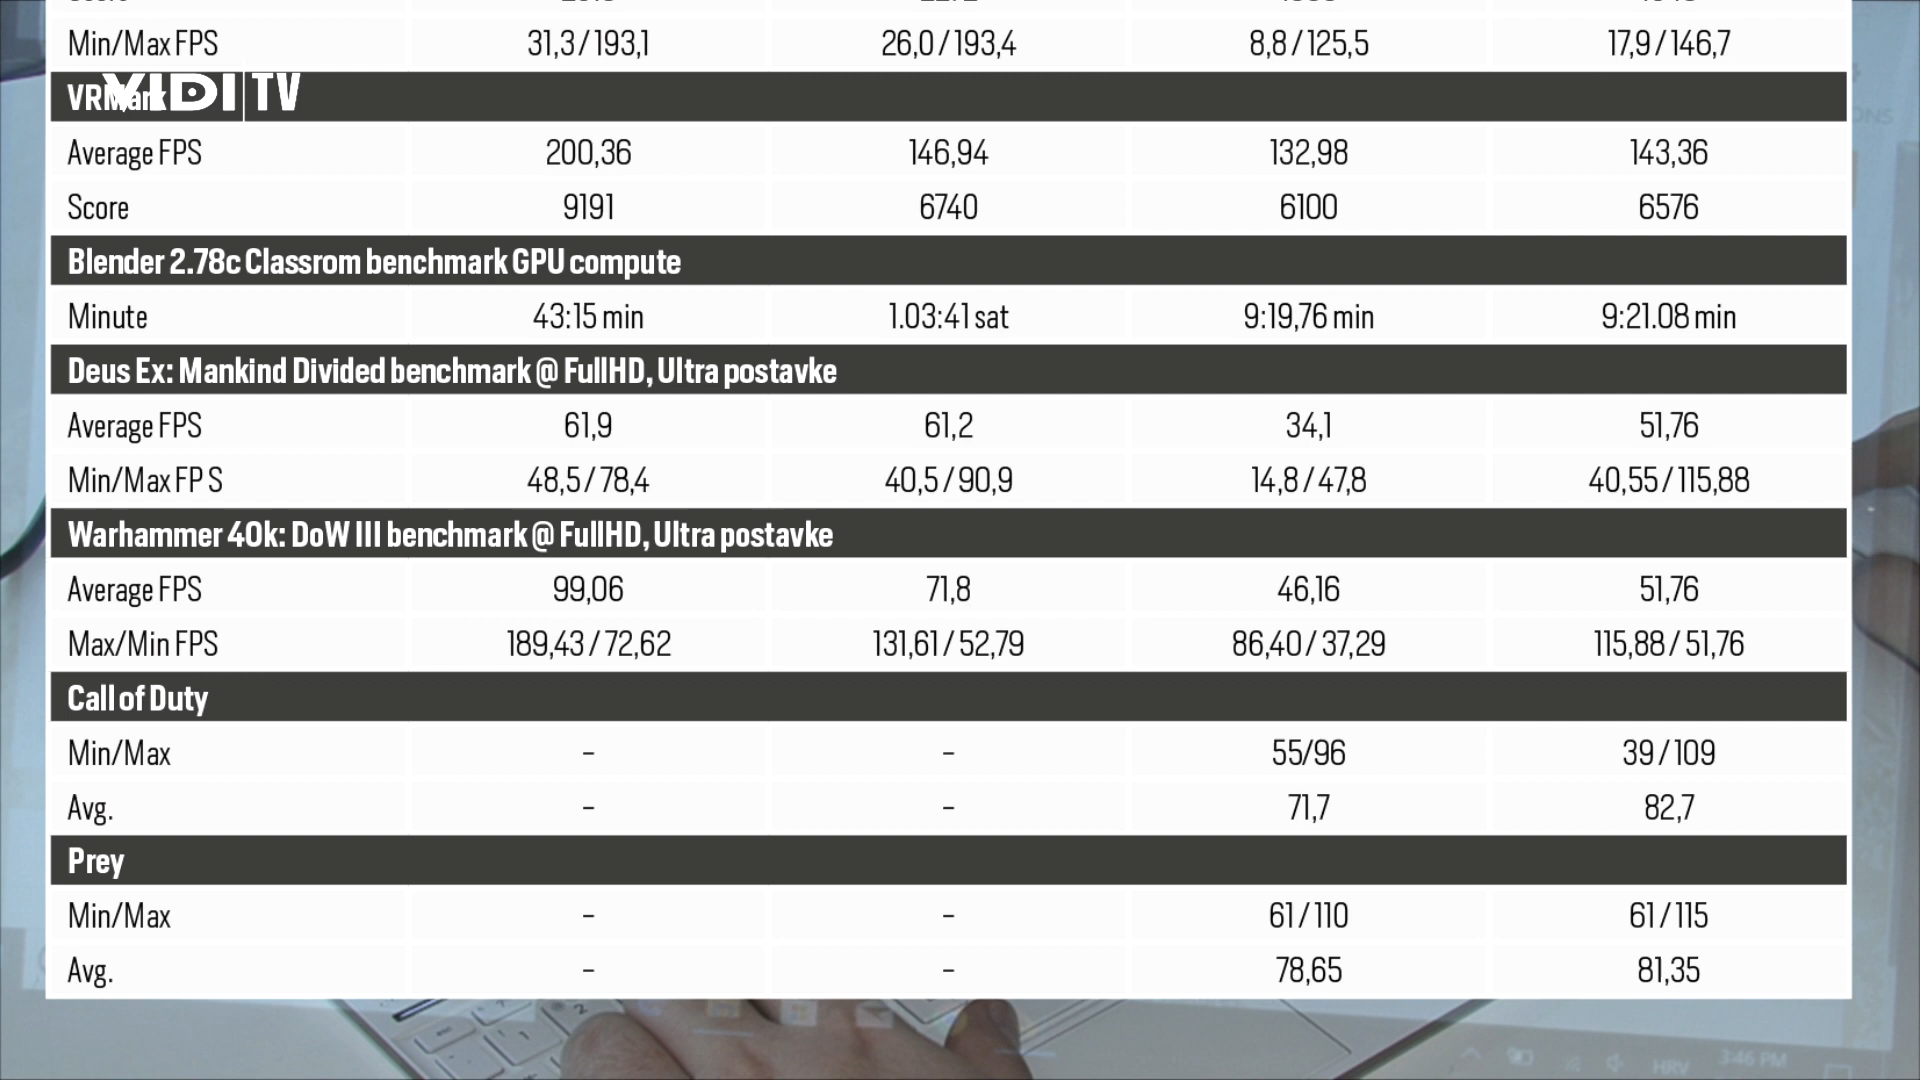 Min/Max FPS 31,3/193,1 26,0/193,4 8,8/125,5 17,9/146,7
VRMark
VIDI TV
Average FPS 200,36 146,94 132,98 143,36
Score 9191 6740 6100 6576
Blender 2.78c Classrom benchmark GPU compute
Minute 43:15 min 1.03:41 sat 9:19,76 min 9:21.08 min
Deus Ex: Mankind Divided benchmark @ FullHD, Ultra postavke
Average FPS 61,9 61,2 34,1 51,76
Min/Max FP S 48,5/78,4 40,5/90,9 14,8/47,8 40,55/115,88
Warhammer 40k: DoW III benchmark @ FullHD, Ultra postavke
Average FPS 99,06 71,8 46,16 51,76
Max/Min FPS 189,43/72,62 131,61/52,79 86,40/37,29 115,88/51,76
Call of Duty
Min/Max – – 55/96 39/109
Avg. – – 71,7 82,7
Prey
Min/Max – – 61/110 61/115
Avg. – – 78,65 81,35
HRV 3:46 PM